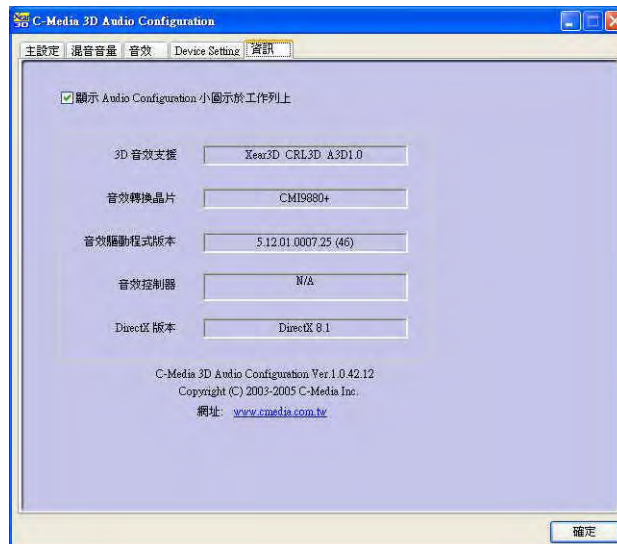 C-Media 3D Audio Configuration
主設定 混音音量 音效 Device Setting 資訊
顯示 Audio Configuration 小圖示於工作列上
3D 音效支援 Xear3D CRL3D A3D1.0
音效轉換晶片 CMI9880+
音效驅動程式版本 5.12.01.0007.25 (46)
音效控制器 N/A
DirectX 版本 DirectX 8.1
C-Media 3D Audio Configuration Ver.1.0.42.12
Copyright (C) 2003-2005 C-Media Inc.
網址: www.cmedia.com.tw
確定